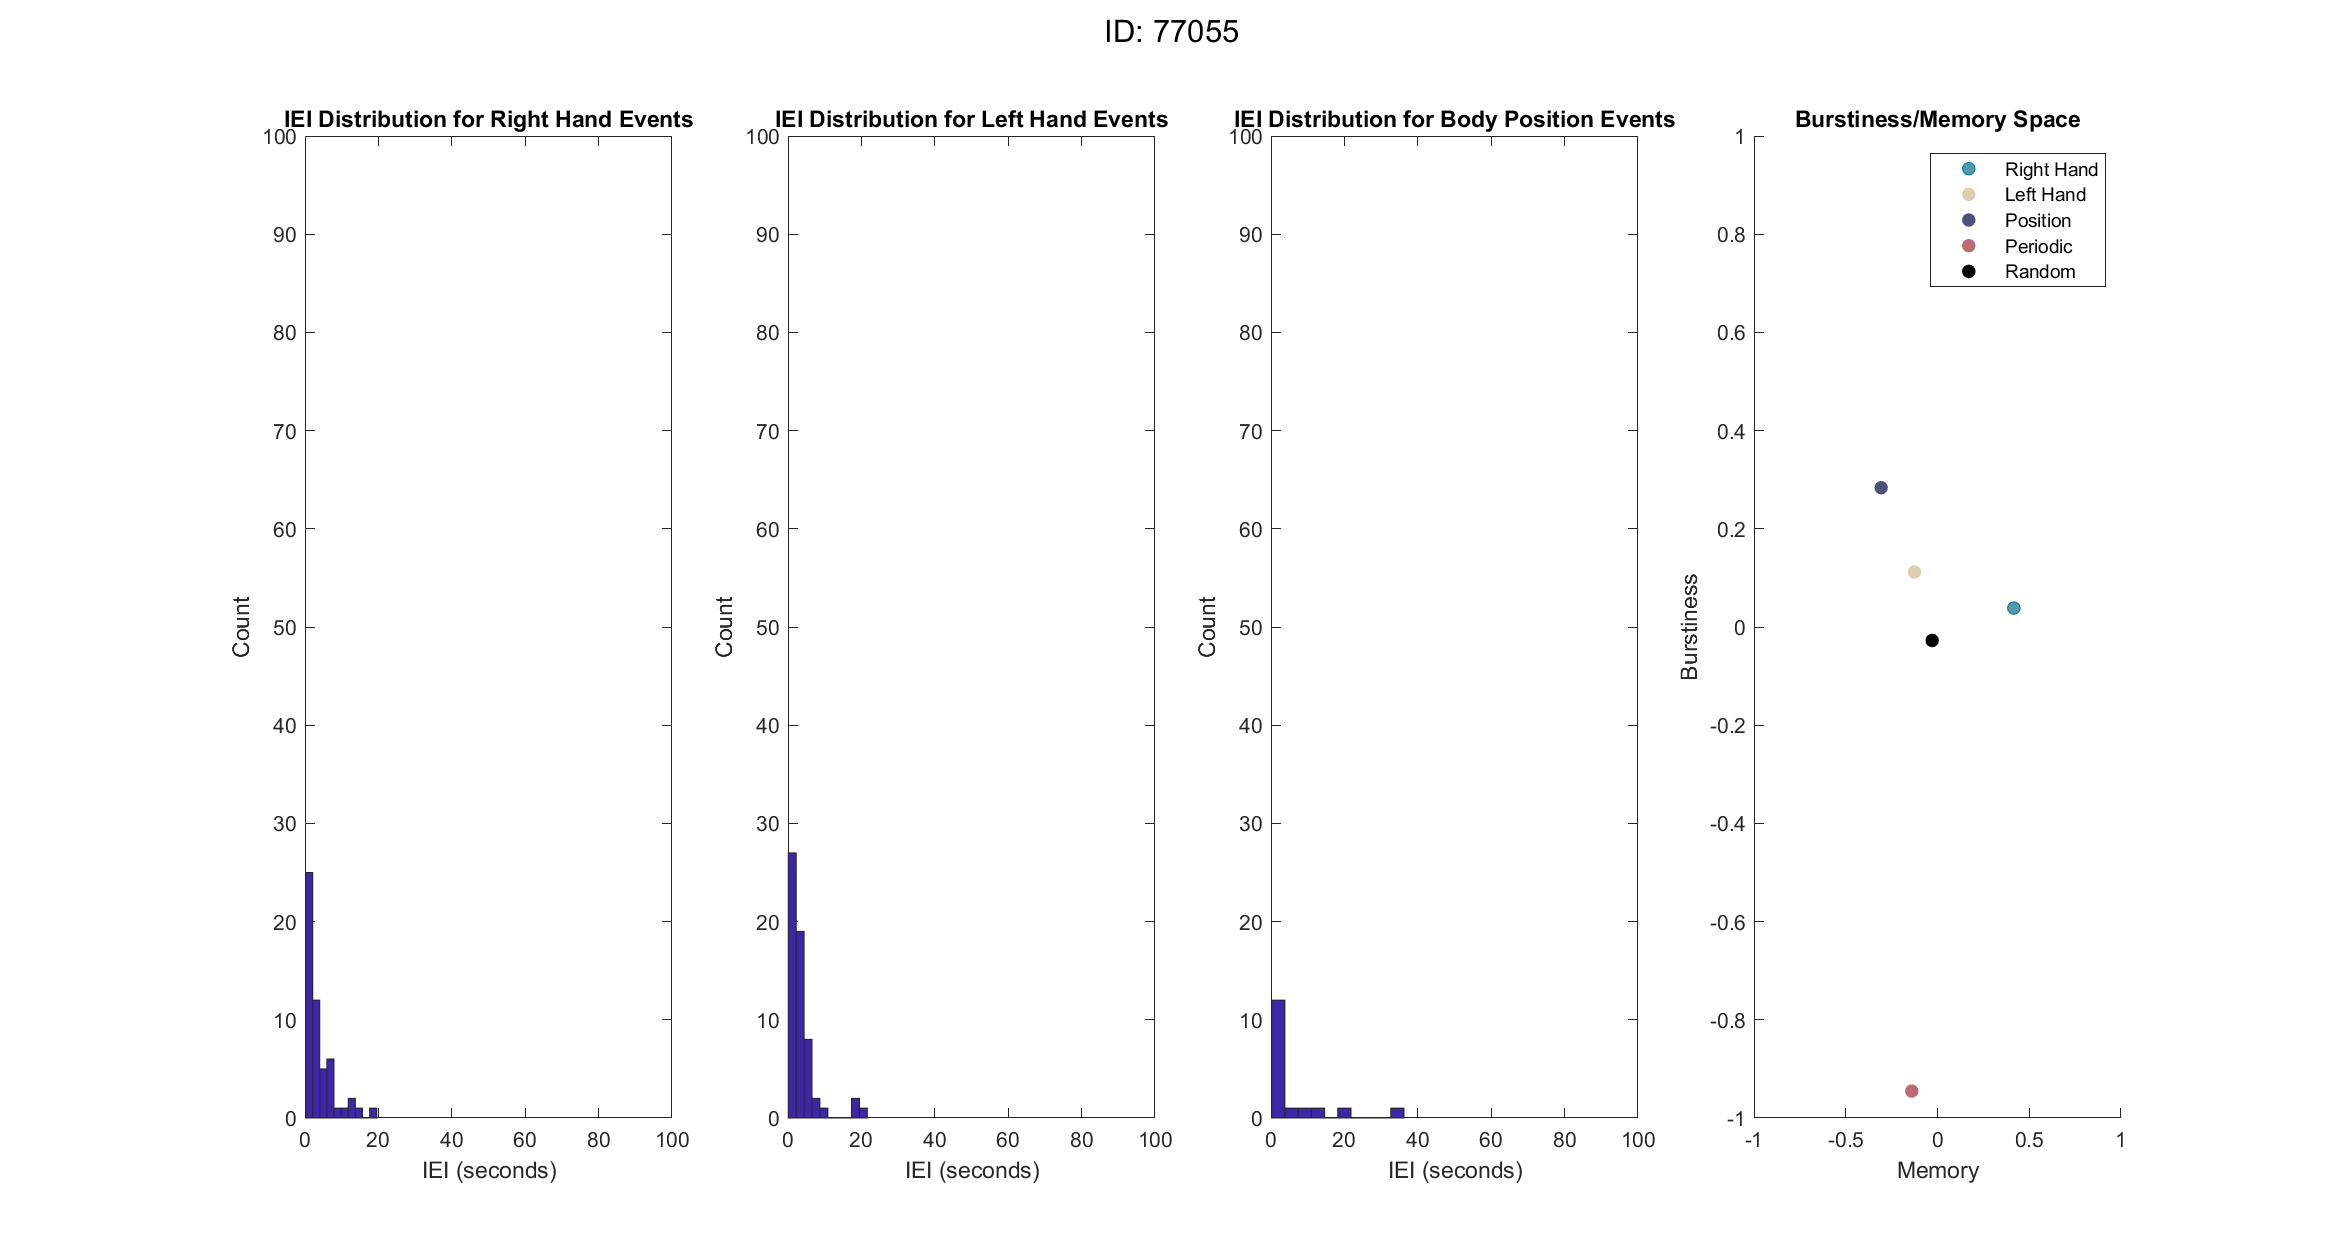 ID: 77055
IEI Distribution for Right Hand Events
100
90
80
70
60
50
40
30
20
10
0
Count
0 20 40 60 80 100
IEI (seconds)
IEI Distribution for Left Hand Events
100
90
80
70
60
50
40
30
20
10
0
Count
0 20 40 60 80 100
IEI (seconds)
IEI Distribution for Body Position Events
100
90
80
70
60
50
40
30
20
10
0
Count
0 20 40 60 80 100
IEI (seconds)
Burstiness/Memory Space
1
0.8
0.6
0.4
0.2
0
-0.2
-0.4
-0.6
-0.8
-1
Burstiness
Right Hand
Left Hand
Position
Periodic
Random
-1 -0.5 0 0.5 1
Memory